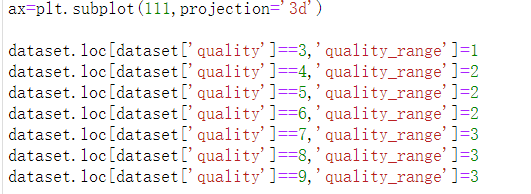 ax=plt.subplot(111,projection='3d')
dataset.loc[dataset['quality']==3,'quality_range']=1
dataset.loc[dataset['quality']==4,'quality_range']=2
dataset.loc[dataset['quality']==5,'quality_range']=2
dataset.loc[dataset['quality']==6,'quality_range']=2
dataset.loc[dataset['quality']==7,'quality_range']=3
dataset.loc[dataset['quality']==8,'quality_range']=3
dataset.loc[dataset['quality']==9,'quality_range']=3